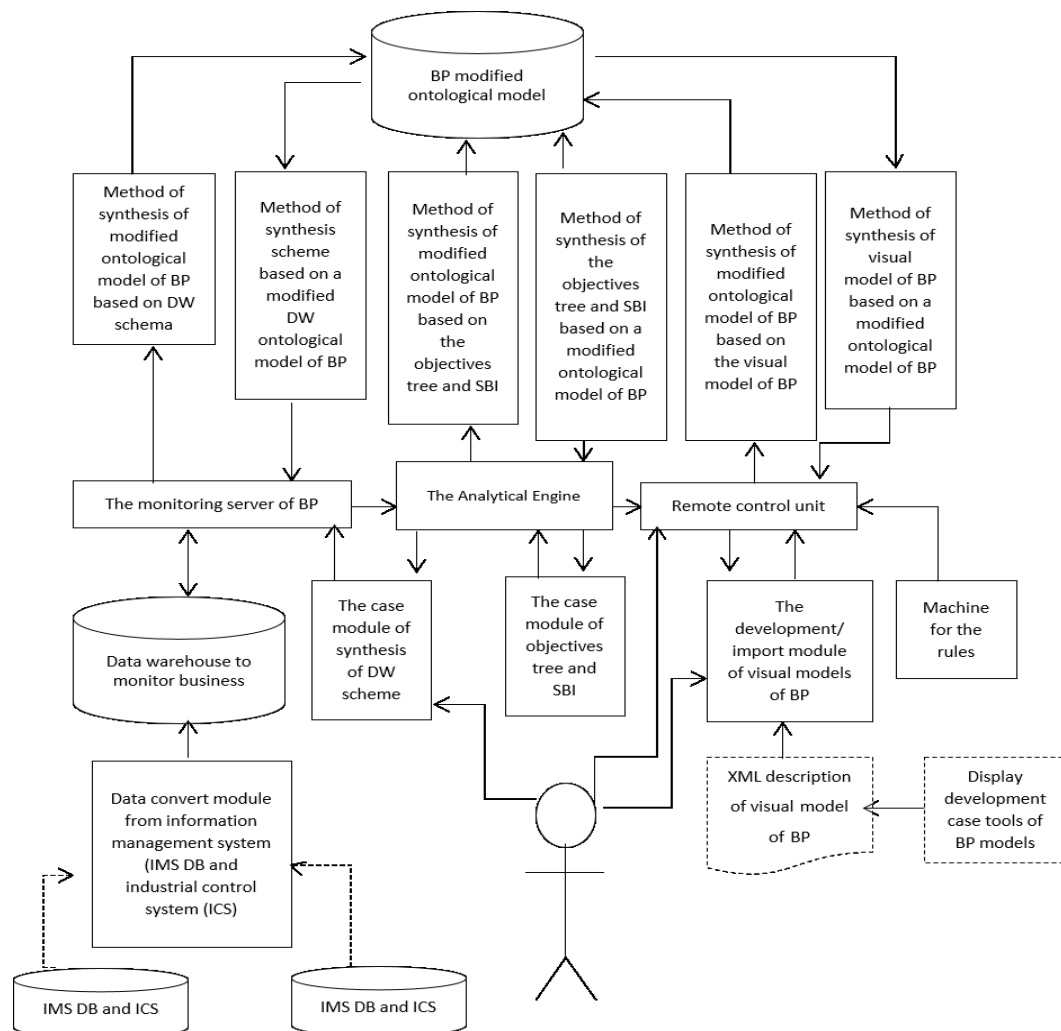 BP modified
ontological model
Method of
synthesis of
modified
ontological
model of BP
based on DW
schema
Method of
synthesis
scheme
based on a
modified
DW
ontological
model of BP
Method of
synthesis of
modified
ontological
model of BP
based on
the
objectives
tree and SBI
Method of
synthesis of
the
objectives
tree and SBI
based on a
modified
ontological
model of BP
Method of
synthesis of
modified
ontological
model of BP
based on
the visual
model of BP
Method of
synthesis of
visual
model of BP
based on a
modified
ontological
model of BP
The monitoring server of BP
The Analytical Engine
Remote control unit
Data warehouse to
monitor business
The case
module of
synthesis
of DW
scheme
The case
module of
objectives
tree and
SBI
The
development/
import module
of visual models
of BP
Machine
for the
rules
Data convert module
from information
management system
(IMS DB and
industrial control
system (ICS)
XML description
of visual model
of BP
Display
development
case tools of
BP models
IMS DB and ICS
IMS DB and ICS